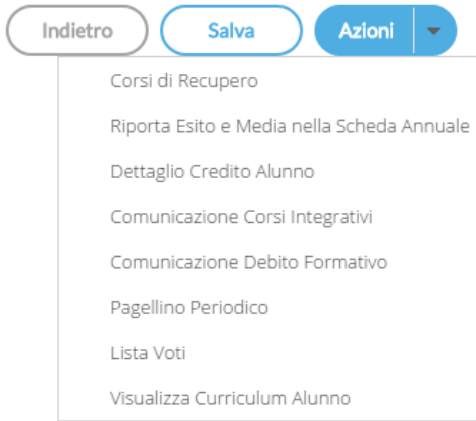 Indietro Salva Azioni
Corsi di Recupero
Riporta Esito e Media nella Scheda Annuale
Dettaglio Credito Alunno
Comunicazione Corsi Integrativi
Comunicazione Debito Formativo
Pagellino Periodico
Lista Voti
Visualizza Curriculum Alunno